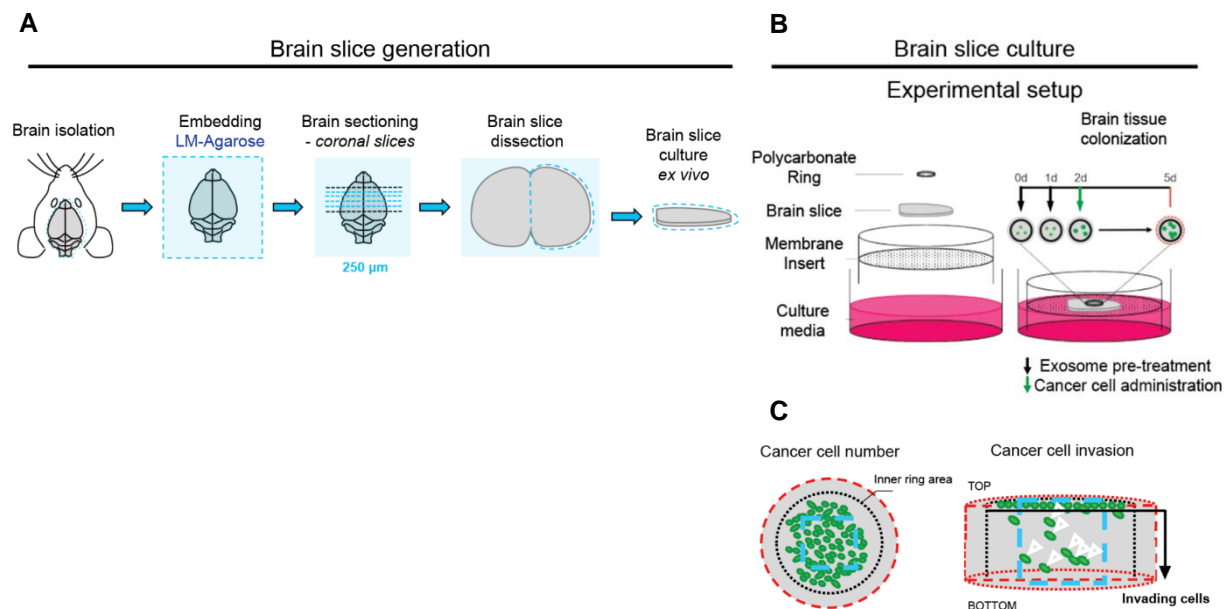 A
Brain slice generation
Brain isolation
Embedding
LM-Agarose
Brain sectioning
- coronal slices
250 µm
Brain slice
dissection
Brain slice
culture
ex vivo
B
Brain slice culture
Experimental setup
Polycarbonate
Ring
Brain slice
Membrane
Insert
Culture
media
Brain tissue
colonization
0d 1d 2d 5d
Exosome pre-treatment
Cancer cell administration
C
Cancer cell number
Inner ring area
Cancer cell invasion
TOP
BOTTOM
Invading cells